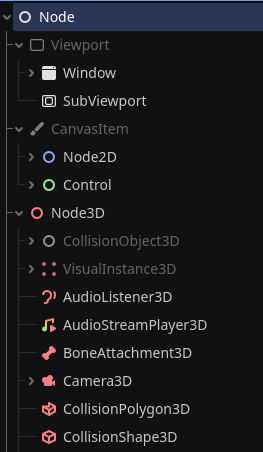 Node
Viewport
Window
SubViewport
CanvasItem
Node2D
Control
Node3D
CollisionObject3D
VisualInstance3D
AudioListener3D
AudioStreamPlayer3D
BoneAttachment3D
Camera3D
CollisionPolygon3D
CollisionShape3D